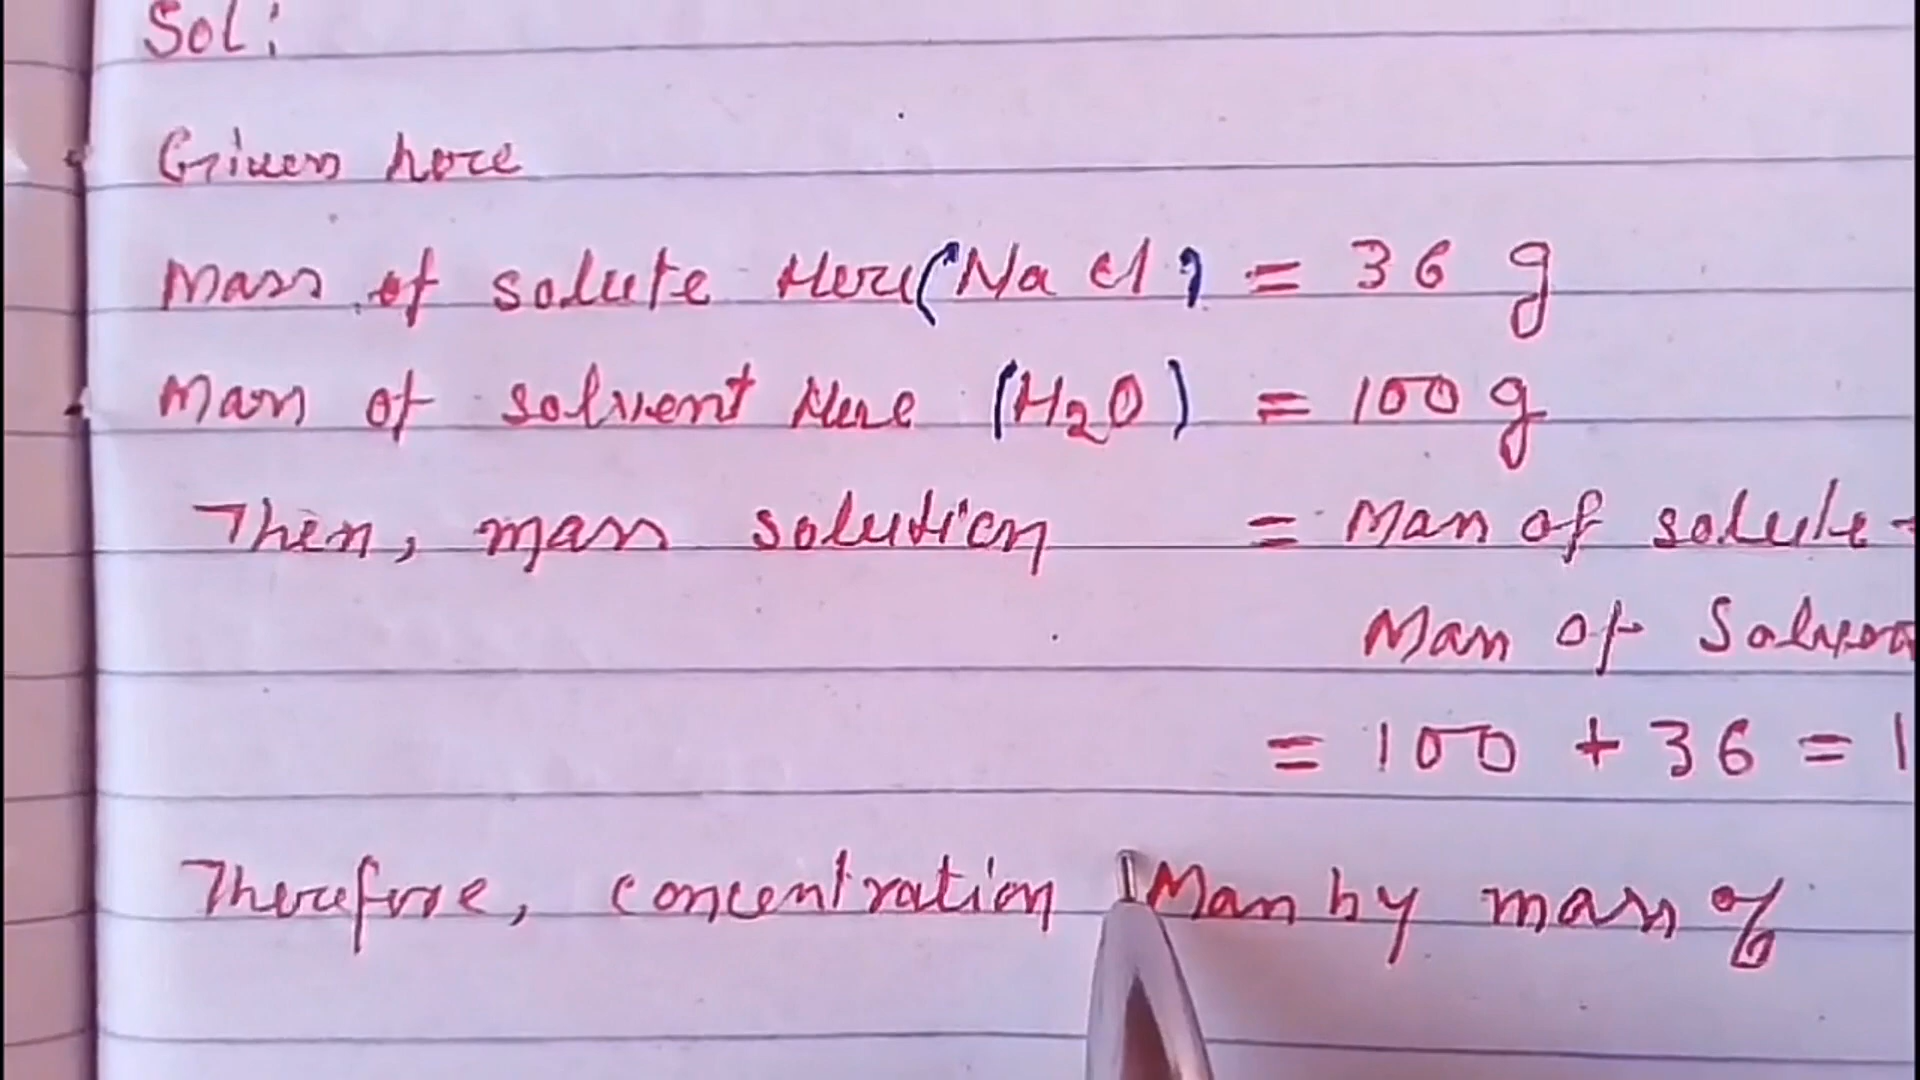 Sol:
Given here
Mass of solute Here (NaCl) = 36 g
Mass of solvent Here (H2O) = 100 g
Then, mass solution = Mass of solute +
Mass of Solven
= 100 + 36 = 1
Therefore, concentration Mass by mass %